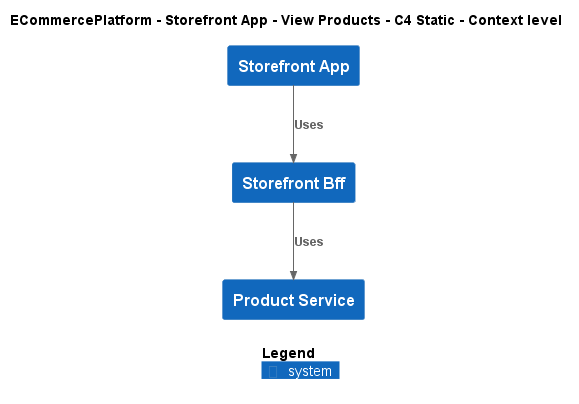 ECommercePlatform - Storefront App - View Products - C4 Static - Context level
Storefront App
Uses
Storefront Bff
Uses
Product Service
Legend
system